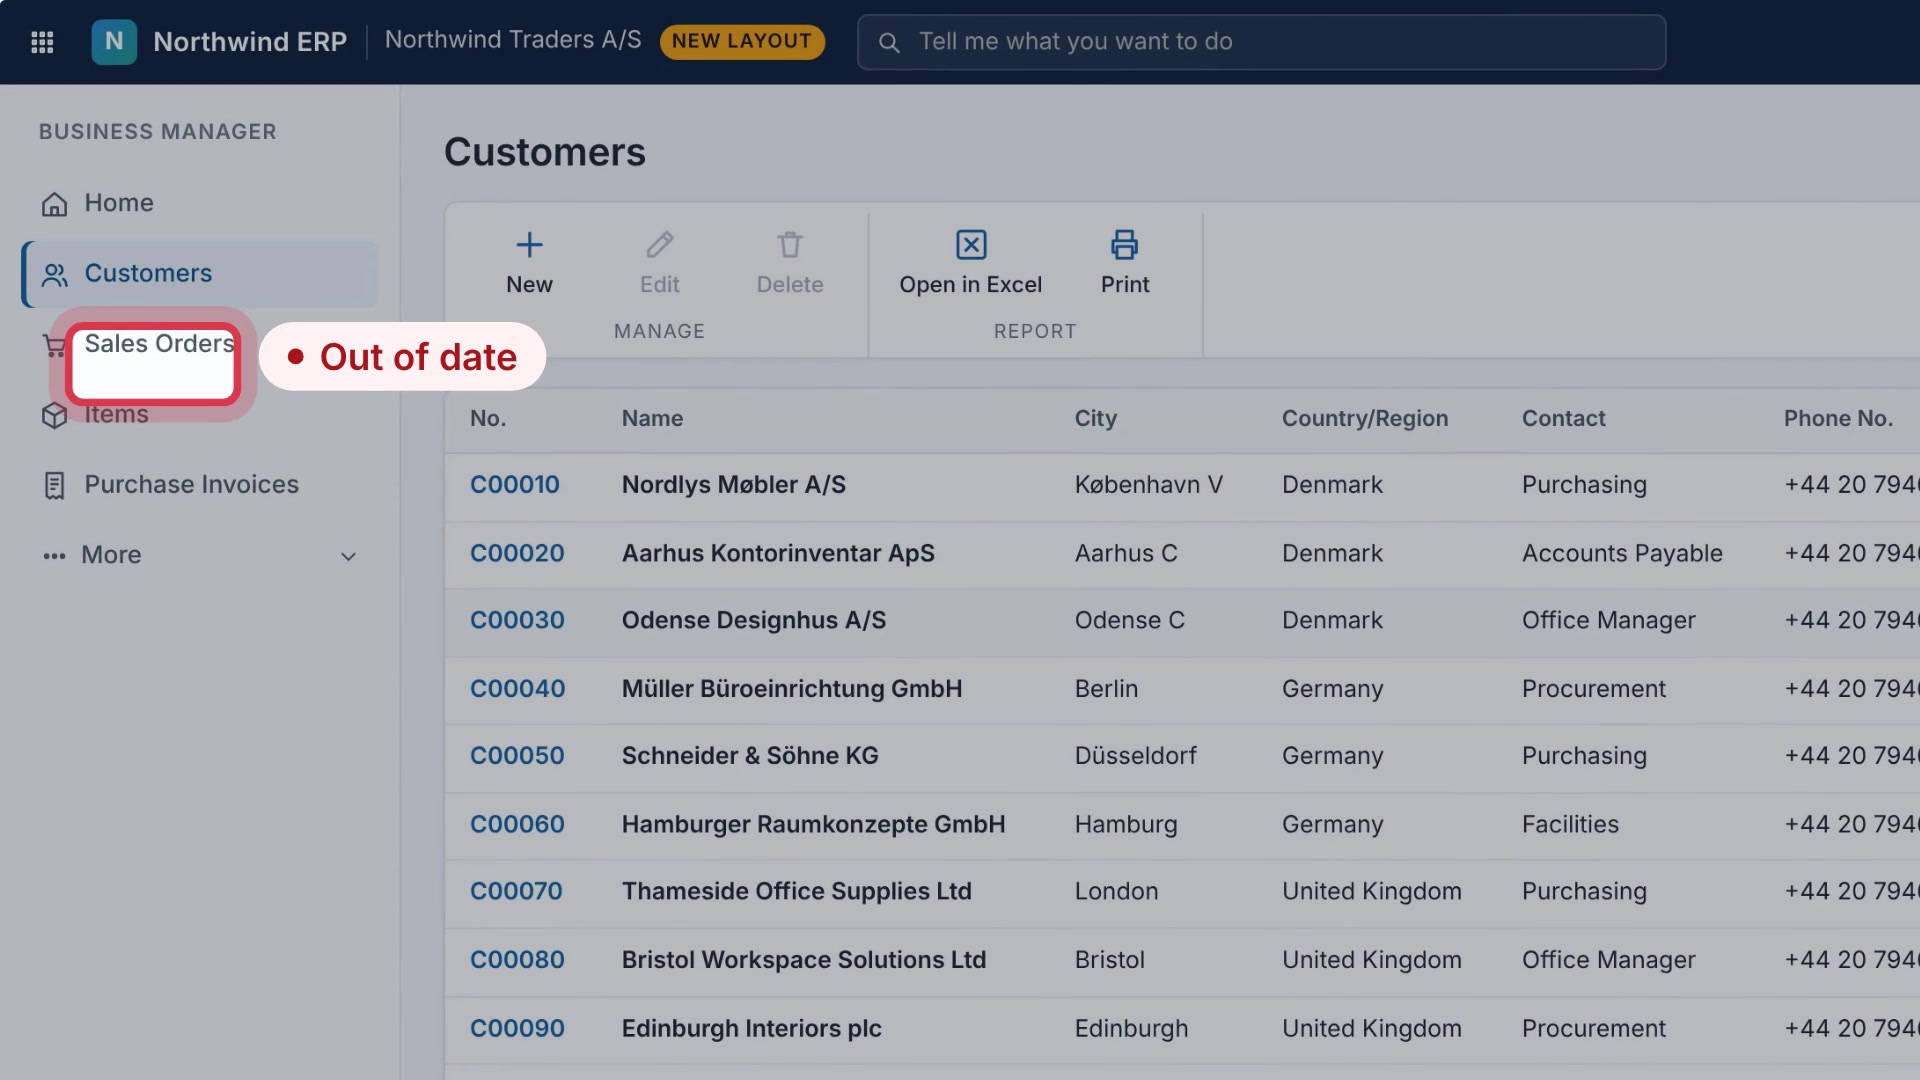 N Northwind ERP Northwind Traders A/S NEW LAYOUT Tell me what you want to do
BUSINESS MANAGER
Home
Customers
Sales Orders
Items
Purchase Invoices
More
Out of date
Customers
New Edit Delete Open in Excel Print
MANAGE REPORT
No. Name City Country/Region Contact Phone No.
C00010 Nordlys Møbler A/S København V Denmark Purchasing +44 20 794
C00020 Aarhus Kontorinventar ApS Aarhus C Denmark Accounts Payable +44 20 794
C00030 Odense Designhus A/S Odense C Denmark Office Manager +44 20 794
C00040 Müller Büroeinrichtung GmbH Berlin Germany Procurement +44 20 794
C00050 Schneider & Söhne KG Düsseldorf Germany Purchasing +44 20 794
C00060 Hamburger Raumkonzepte GmbH Hamburg Germany Facilities +44 20 794
C00070 Thameside Office Supplies Ltd London United Kingdom Purchasing +44 20 794
C00080 Bristol Workspace Solutions Ltd Bristol United Kingdom Office Manager +44 20 794
C00090 Edinburgh Interiors plc Edinburgh United Kingdom Procurement +44 20 794